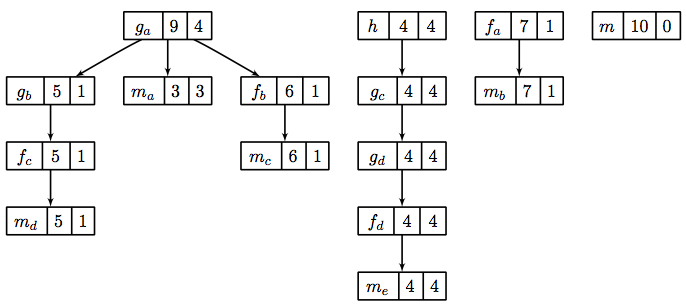 g_a 9 4 h 4 4 f_a 7 1 m 10 0
g_b 5 1 m_a 3 3 f_b 6 1 g_c 4 4 m_b 7 1
f_c 5 1 m_c 6 1 g_d 4 4
m_d 5 1 f_d 4 4
m_e 4 4